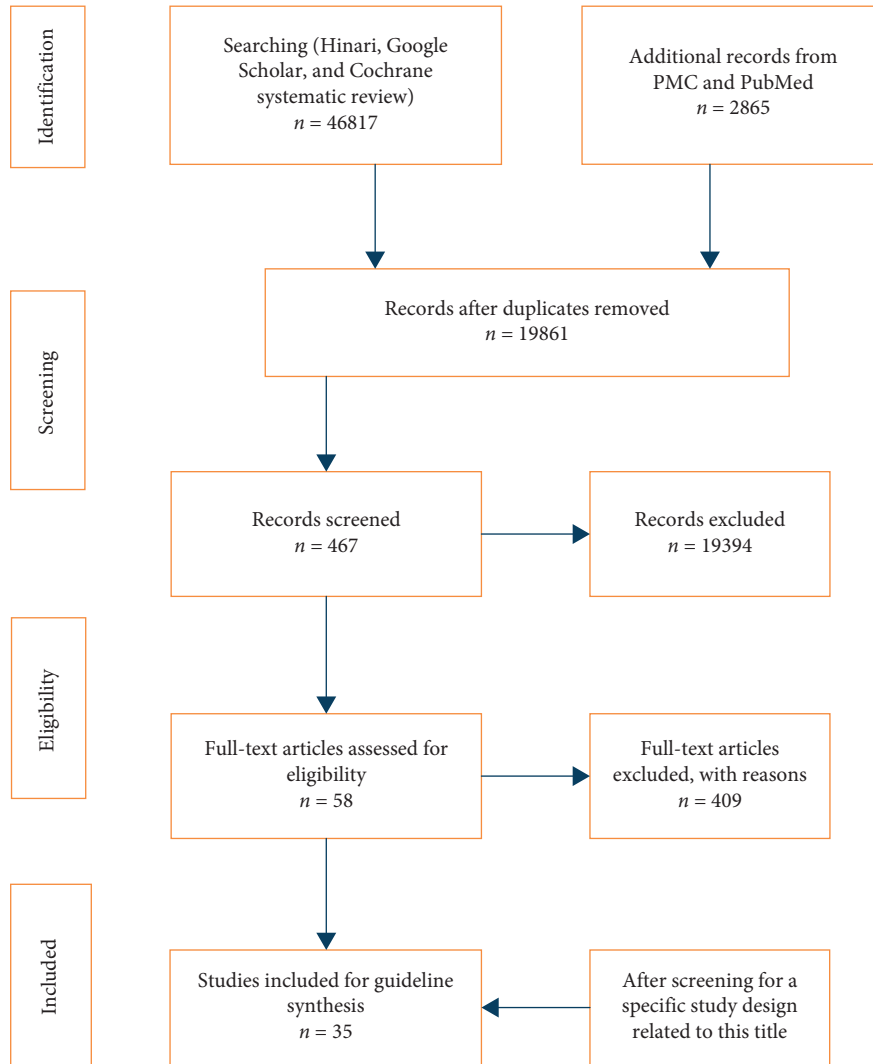 Identification
Searching (Hinari, Google
Scholar, and Cochrane
systematic review)
n = 46817
Additional records from
PMC and PubMed
n = 2865
Screening
Records after duplicates removed
n = 19861
Records screened
n = 467
Records excluded
n = 19394
Eligibility
Full-text articles assessed for
eligibility
n = 58
Full-text articles
excluded, with reasons
n = 409
Included
Studies included for guideline
synthesis
n = 35
After screening for a
specific study design
related to this title